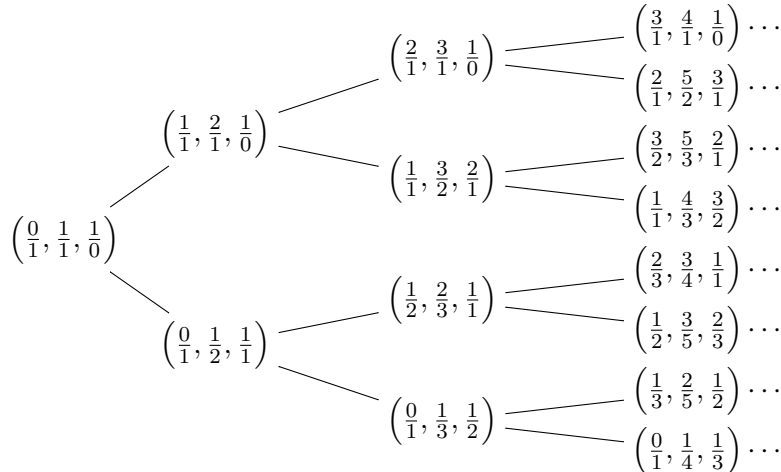 (3/1, 4/1, 1/0) ⋯
(2/1, 3/1, 1/0)
(2/1, 5/2, 3/1) ⋯
(1/1, 2/1, 1/0)
(3/2, 5/3, 2/1) ⋯
(1/1, 3/2, 2/1)
(1/1, 4/3, 3/2) ⋯
(0/1, 1/1, 1/0)
(2/3, 3/4, 1/1) ⋯
(1/2, 2/3, 1/1)
(1/2, 3/5, 2/3) ⋯
(0/1, 1/2, 1/1)
(1/3, 2/5, 1/2) ⋯
(0/1, 1/3, 1/2)
(0/1, 1/4, 1/3) ⋯